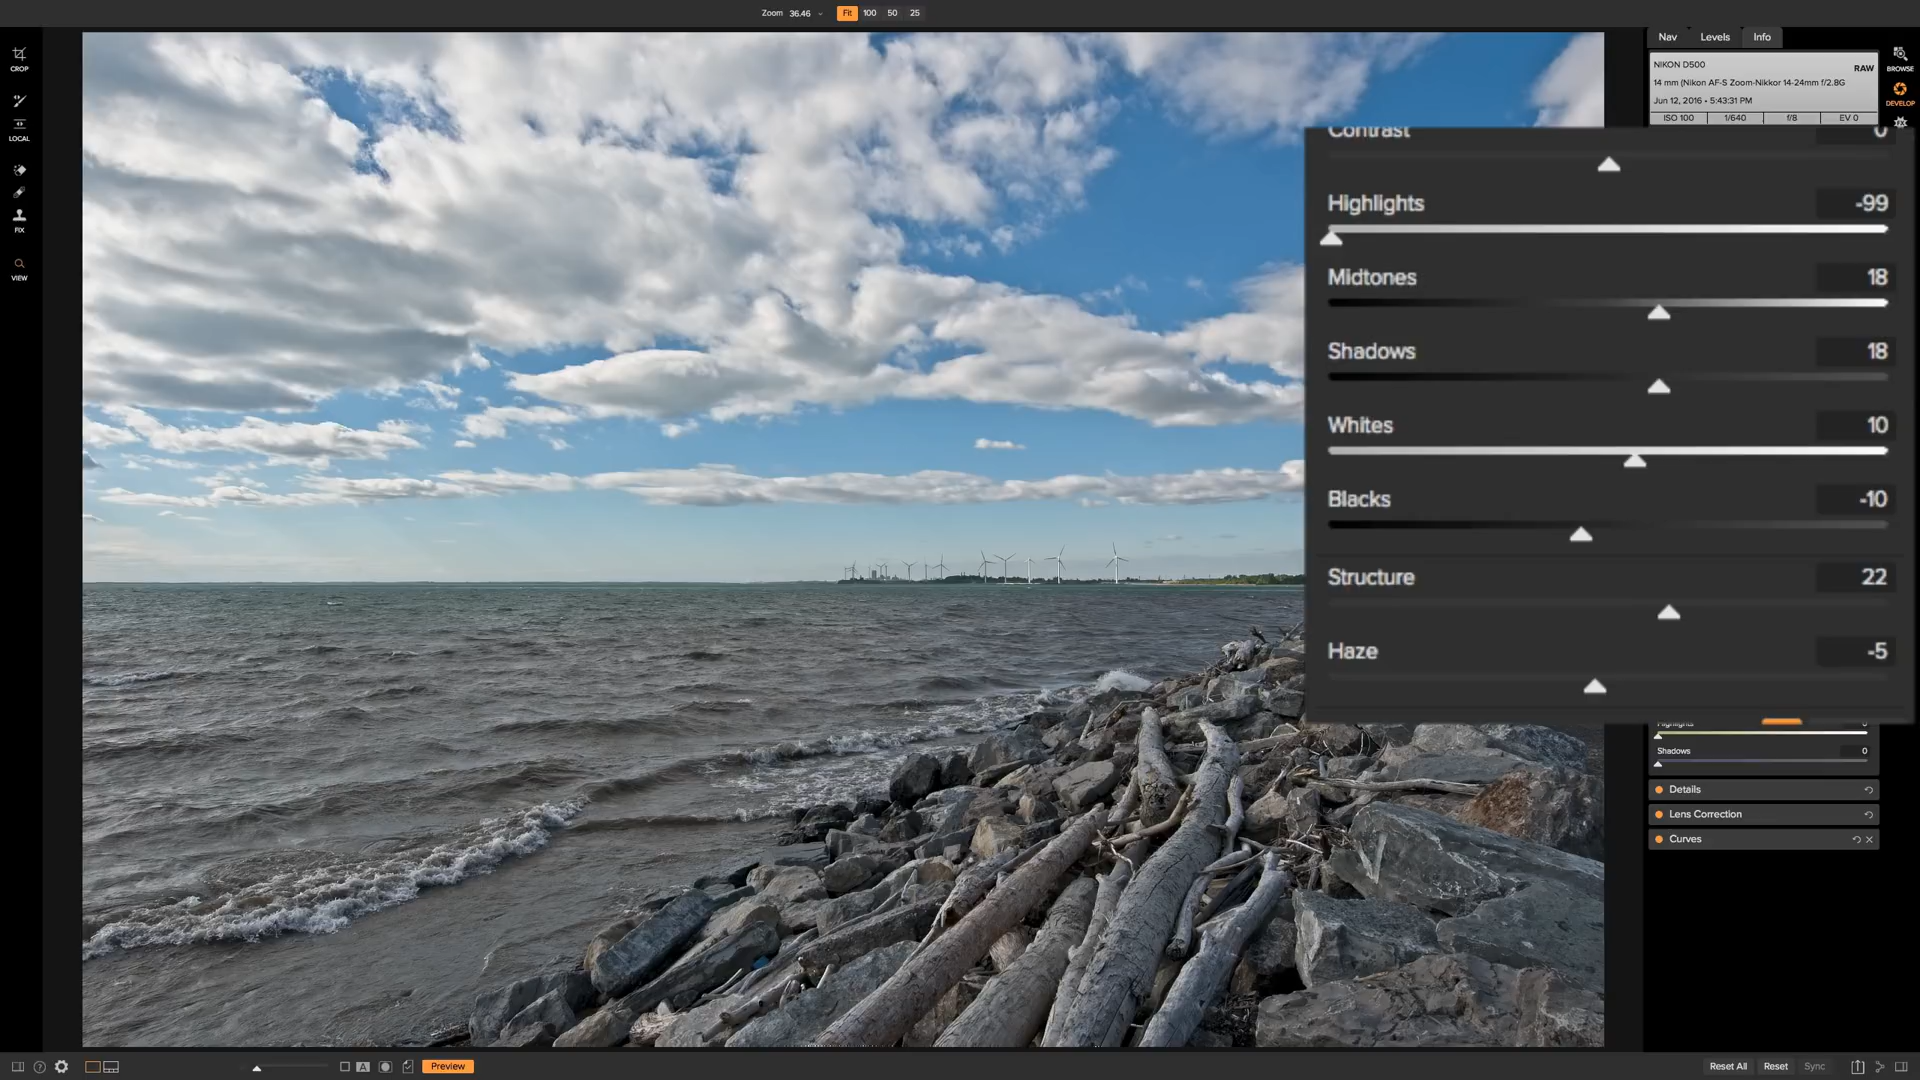 Zoom 36.46 Fit 100 50 25
Nav Levels Info
CROP
LOCAL
FIX
VIEW
NIKON D500 RAW
14 mm (Nikon AF-S Zoom-Nikkor 14-24mm f/2.8G
Jun 12, 2016 • 5:43:31 PM
ISO 100 1/640 f/8 EV 0
BROWSE
DEVELOP
Contrast 0
Highlights -99
Midtones 18
Shadows 18
Whites 10
Blacks -10
Structure 22
Haze -5
Highlights
Shadows 0
Details
Lens Correction
Curves
A Preview
Reset All Reset Sync